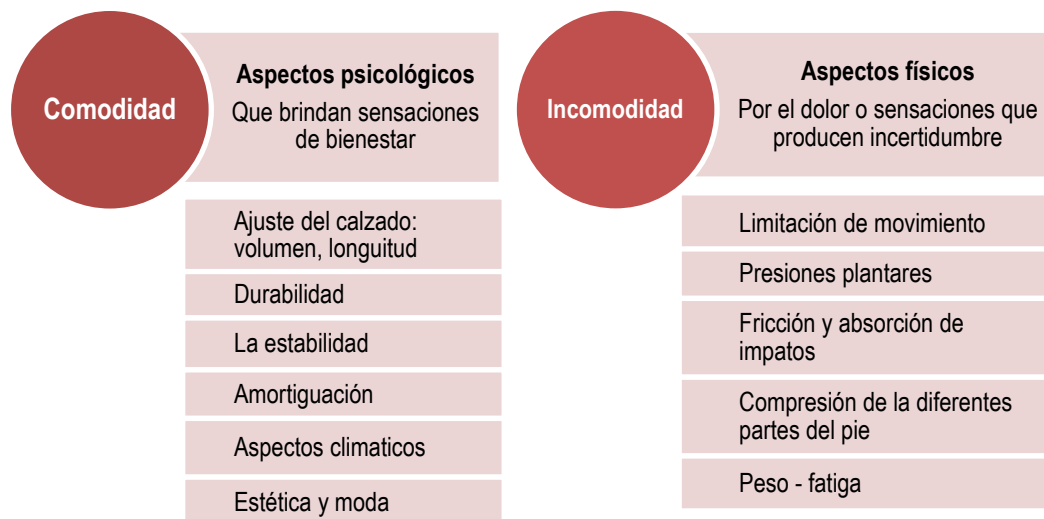 Comodidad
Aspectos psicológicos
Que brindan sensaciones
de bienestar
Ajuste del calzado:
volumen, longuitud
Durabilidad
La estabilidad
Amortiguación
Aspectos climaticos
Estética y moda
Incomodidad
Aspectos físicos
Por el dolor o sensaciones que
producen incertidumbre
Limitación de movimiento
Presiones plantares
Fricción y absorción de
impatos
Compresión de la diferentes
partes del pie
Peso - fatiga